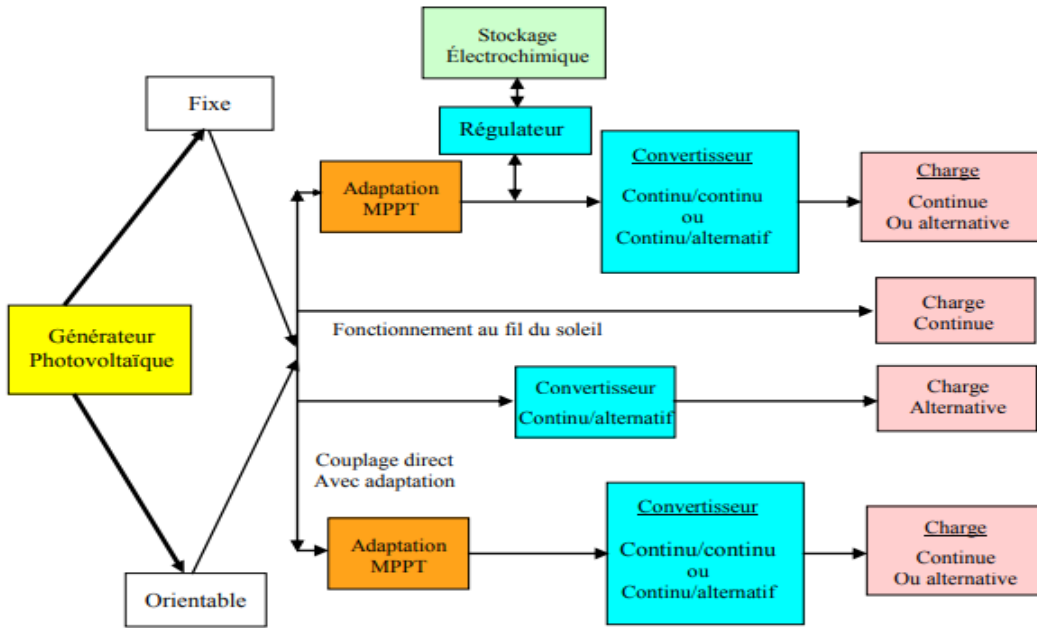 Stockage
Électrochimique
Fixe
Régulateur
Convertisseur
Continu/continu
ou
Continu/alternatif
Charge
Continue
Ou alternative
Adaptation
MPPT
Générateur
Photovoltaïque
Fonctionnement au fil du soleil
Charge
Continue
Convertisseur
Continu/alternatif
Charge
Alternative
Couplage direct
Avec adaptation
Adaptation
MPPT
Convertisseur
Continu/continu
ou
Continu/alternatif
Charge
Continue
Ou alternative
Orientable